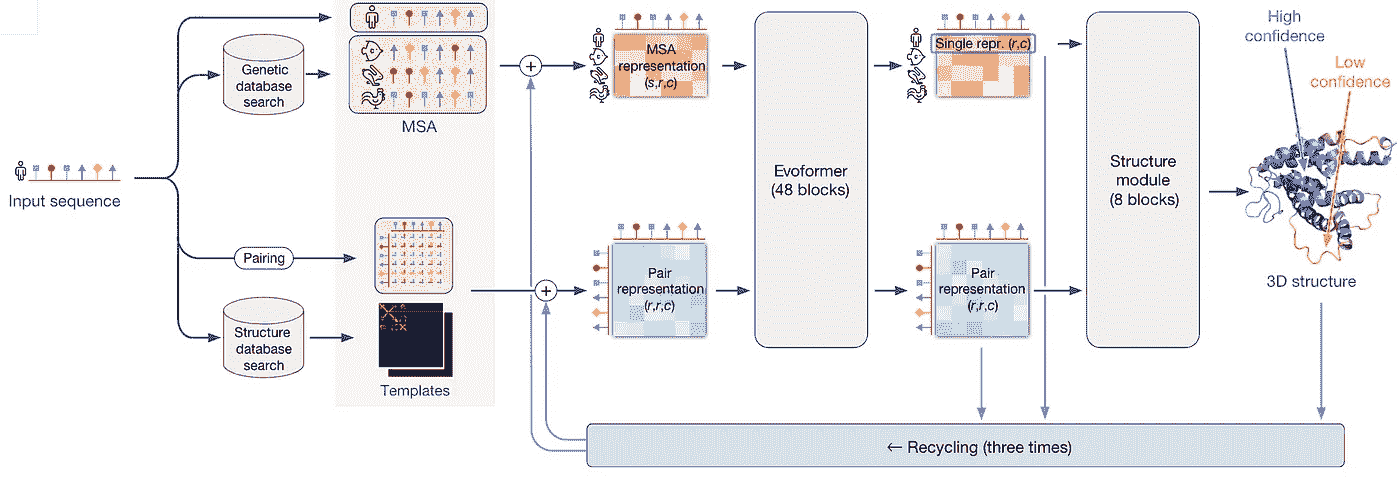 Input sequence
Genetic
database
search
Pairing
Structure
database
search
MSA
Templates
MSA
representation
(s,r,c)
Pair
representation
(r,r,c)
Evoformer
(48 blocks)
Single repr. (r,c)
Pair
representation
(r,r,c)
Structure
module
(8 blocks)
High
confidence
Low
confidence
3D structure
← Recycling (three times)